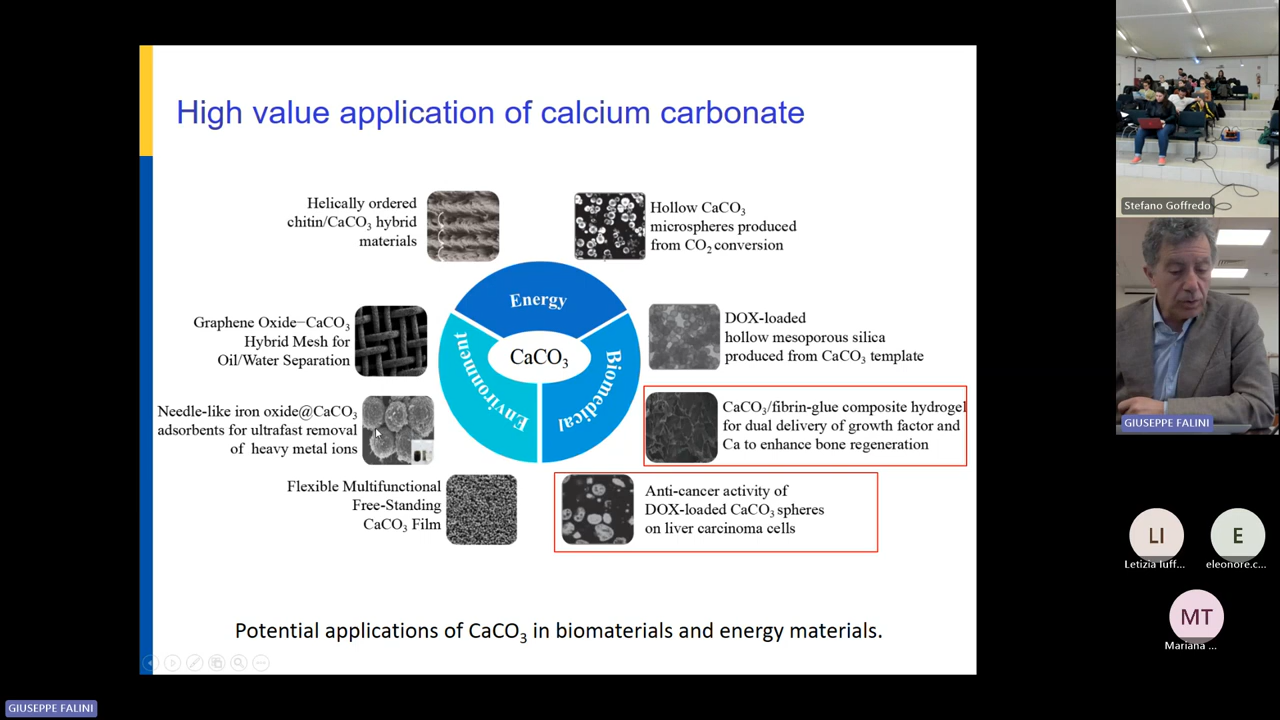 High value application of calcium carbonate
Helically ordered
chitin/CaCO₃ hybrid
materials
Hollow CaCO₃
microspheres produced
from CO₂ conversion
Graphene Oxide−CaCO₃
Hybrid Mesh for
Oil/Water Separation
DOX-loaded
hollow mesoporous silica
produced from CaCO₃ template
Needle-like iron oxide@CaCO₃
adsorbents for ultrafast removal
of heavy metal ions
CaCO₃/fibrin-glue composite hydrogel
for dual delivery of growth factor and
Ca to enhance bone regeneration
Flexible Multifunctional
Free-Standing
CaCO₃ Film
Anti-cancer activity of
DOX-loaded CaCO₃ spheres
on liver carcinoma cells
Energy
Environment
Biomedical
CaCO₃
Potential applications of CaCO₃ in biomaterials and energy materials.
Stefano Goffredo
GIUSEPPE FALINI
LI
Letizia Iuff...
E
eleonore.c...
MT
Mariana ...
GIUSEPPE FALINI